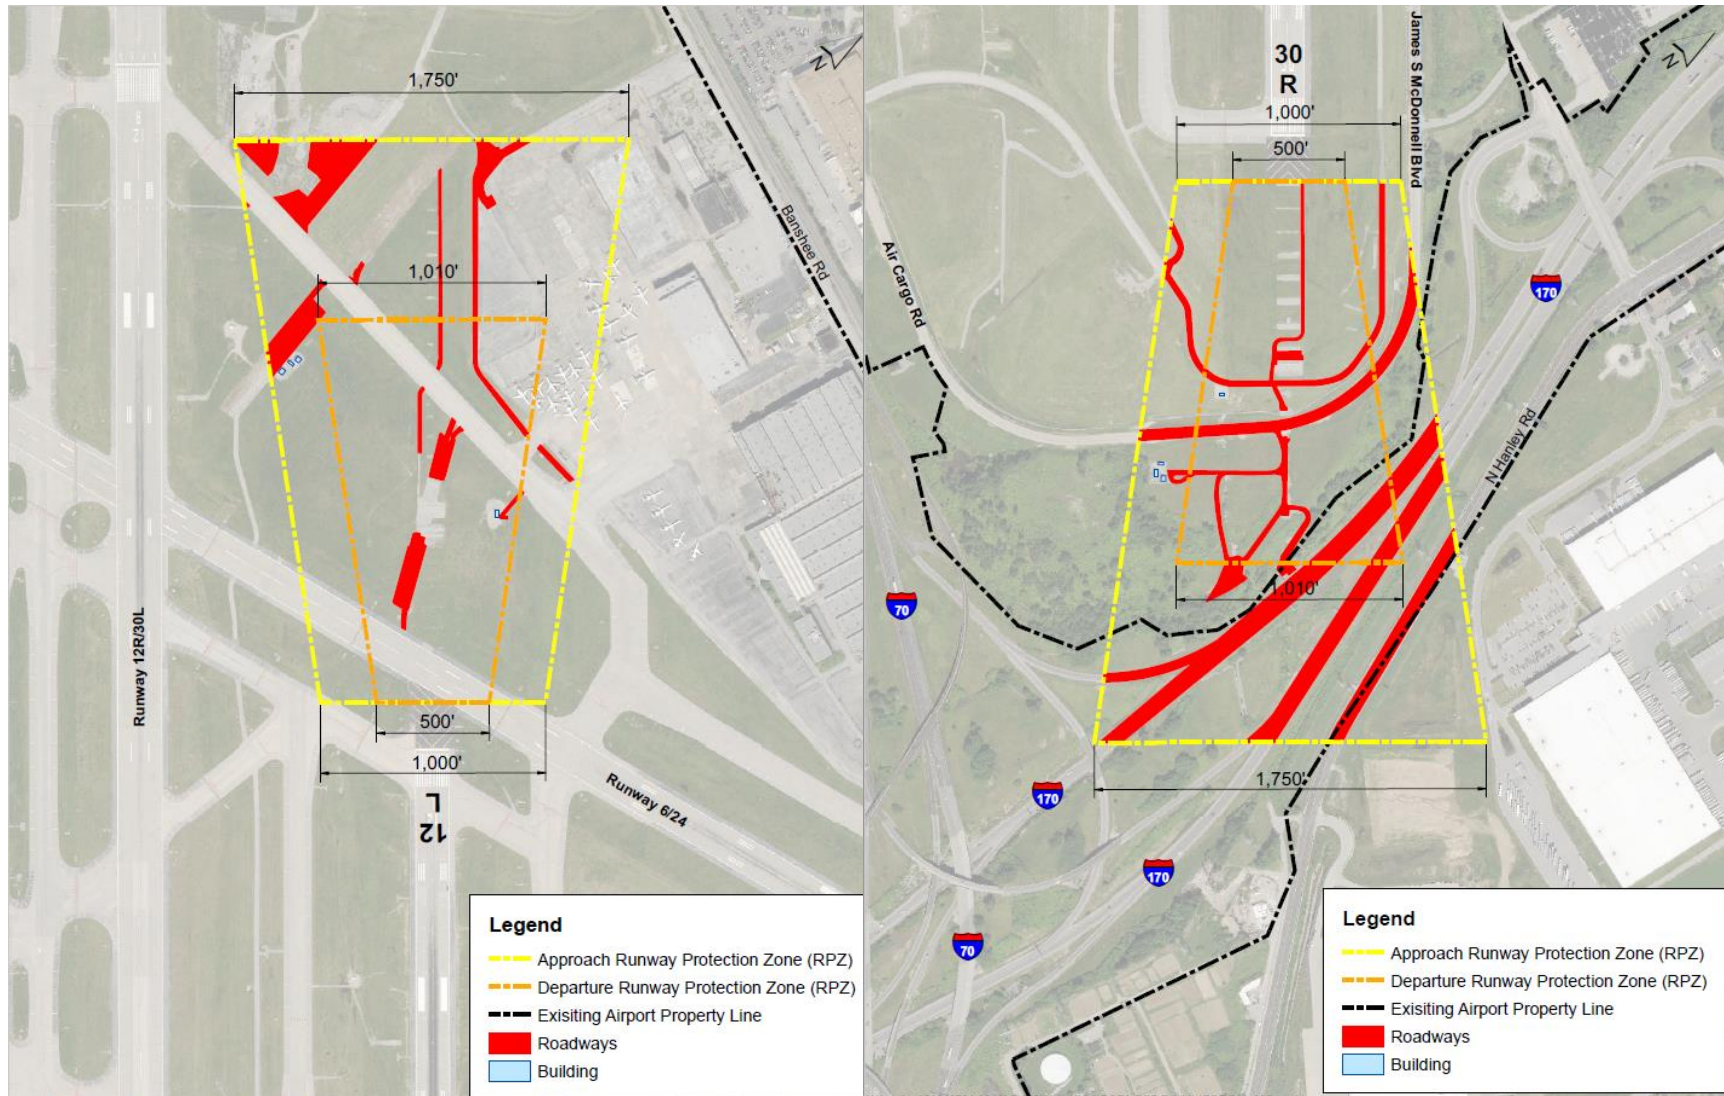 1,750'
N
Banshee Rd
1,010'
Runway 12R/30L
500'
1,000'
12
L
Runway 6/24
Legend
Approach Runway Protection Zone (RPZ)
Departure Runway Protection Zone (RPZ)
Exisiting Airport Property Line
Roadways
Building
30
R
1,000'
500'
James S McDonnell Blvd
N
Air Cargo Rd
170
N Hanley Rd
1,010'
70
1,750'
170
170
70
Legend
Approach Runway Protection Zone (RPZ)
Departure Runway Protection Zone (RPZ)
Exisiting Airport Property Line
Roadways
Building